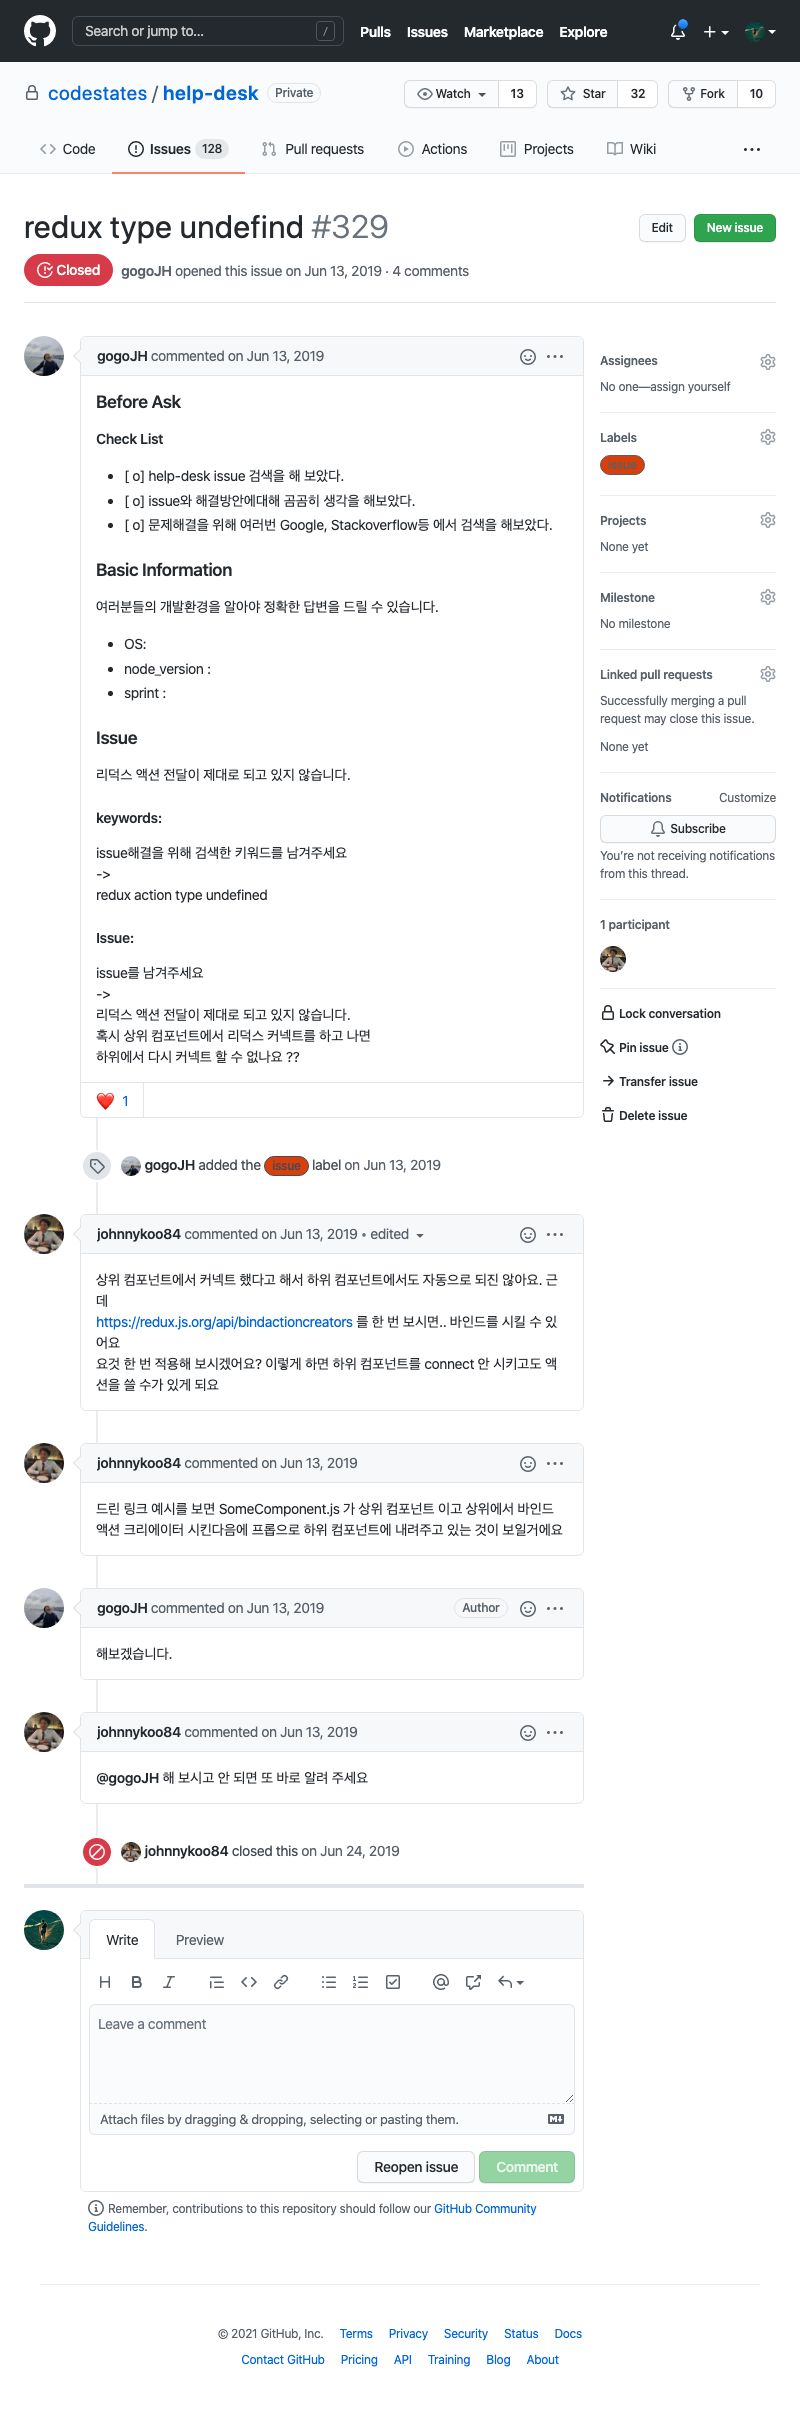 Search or jump to... /
Pulls Issues Marketplace Explore
codestates / help-desk Private
Watch 13 Star 32 Fork 10
Code Issues 128 Pull requests Actions Projects Wiki
redux type undefind #329
Edit New issue
Closed gogoJH opened this issue on Jun 13, 2019 · 4 comments
gogoJH commented on Jun 13, 2019
Before Ask
Check List
[ o] help-desk issue 검색을 해 보았다.
[ o] issue와 해결방안에대해 곰곰히 생각을 해보았다.
[ o] 문제해결을 위해 여러번 Google, Stackoverflow등 에서 검색을 해보았다.
Basic Information
여러분들의 개발환경을 알아야 정확한 답변을 드릴 수 있습니다.
OS:
node_version :
sprint :
Issue
리덕스 액션 전달이 제대로 되고 있지 않습니다.
keywords:
issue해결을 위해 검색한 키워드를 남겨주세요
->
redux action type undefined
Issue:
issue를 남겨주세요
->
리덕스 액션 전달이 제대로 되고 있지 않습니다.
혹시 상위 컴포넌트에서 리덕스 커넥트를 하고 나면
하위에서 다시 커넥트 할 수 없나요 ??
❤️ 1
gogoJH added the issue label on Jun 13, 2019
johnnykoo84 commented on Jun 13, 2019 • edited
상위 컴포넌트에서 커넥트 했다고 해서 하위 컴포넌트에서도 자동으로 되진 않아요. 근
데
https://redux.js.org/api/bindactioncreators 를 한 번 보시면.. 바인드를 시킬 수 있
어요
요것 한 번 적용해 보시겠어요? 이렇게 하면 하위 컴포넌트를 connect 안 시키고도 액
션을 쓸 수가 있게 되요
johnnykoo84 commented on Jun 13, 2019
드린 링크 예시를 보면 SomeComponent.js 가 상위 컴포넌트 이고 상위에서 바인드
액션 크리에이터 시킨다음에 프롭으로 하위 컴포넌트에 내려주고 있는 것이 보일거에요
gogoJH commented on Jun 13, 2019 Author
해보겠습니다.
johnnykoo84 commented on Jun 13, 2019
@gogoJH 해 보시고 안 되면 또 바로 알려 주세요
johnnykoo84 closed this on Jun 24, 2019
Write Preview
Leave a comment
Attach files by dragging & dropping, selecting or pasting them.
Reopen issue Comment
Remember, contributions to this repository should follow our GitHub Community
Guidelines.
Assignees
No one—assign yourself
Labels
issue
Projects
None yet
Milestone
No milestone
Linked pull requests
Successfully merging a pull
request may close this issue.
None yet
Notifications Customize
Subscribe
You're not receiving notifications
from this thread.
1 participant
Lock conversation
Pin issue
Transfer issue
Delete issue
© 2021 GitHub, Inc. Terms Privacy Security Status Docs
Contact GitHub Pricing API Training Blog About